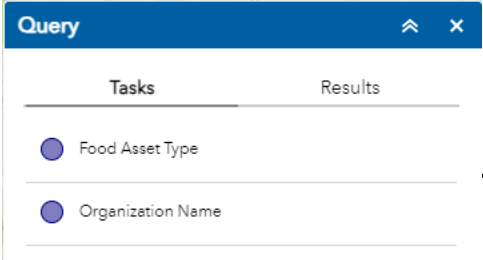 Query
Tasks Results
Food Asset Type
Organization Name